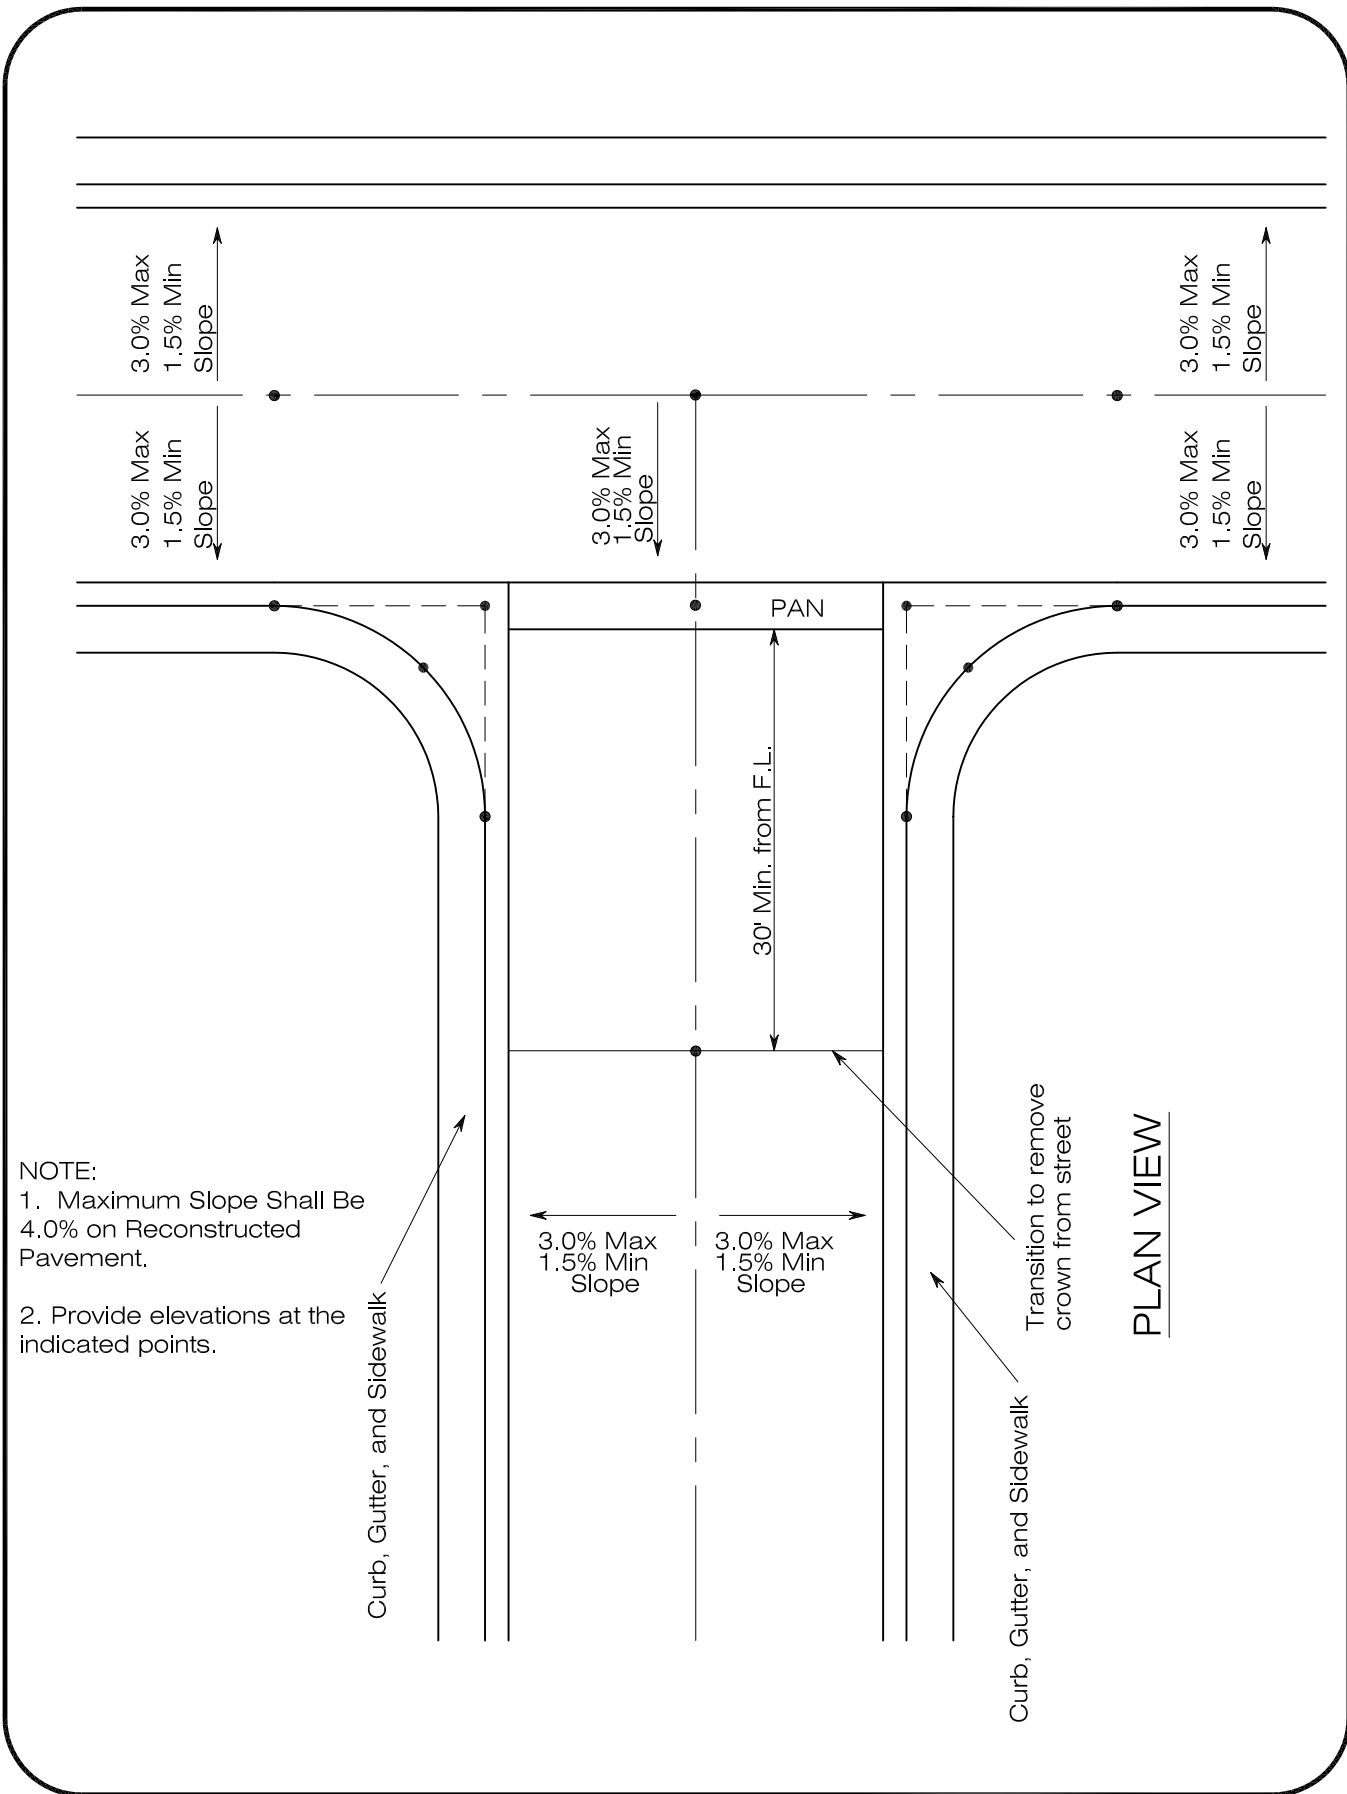 3.0% Max
1.5% Min
Slope
3.0% Max
1.5% Min
Slope
3.0% Max
1.5% Min
Slope
3.0% Max
1.5% Min
Slope
3.0% Max
1.5% Min
Slope
PAN
30' Min. from F.L.
NOTE:
1. Maximum Slope Shall Be
4.0% on Reconstructed
Pavement.
2. Provide elevations at the
indicated points.
3.0% Max
1.5% Min
Slope
3.0% Max
1.5% Min
Slope
Curb, Gutter, and Sidewalk
Transition to remove
crown from street
Curb, Gutter, and Sidewalk
PLAN VIEW